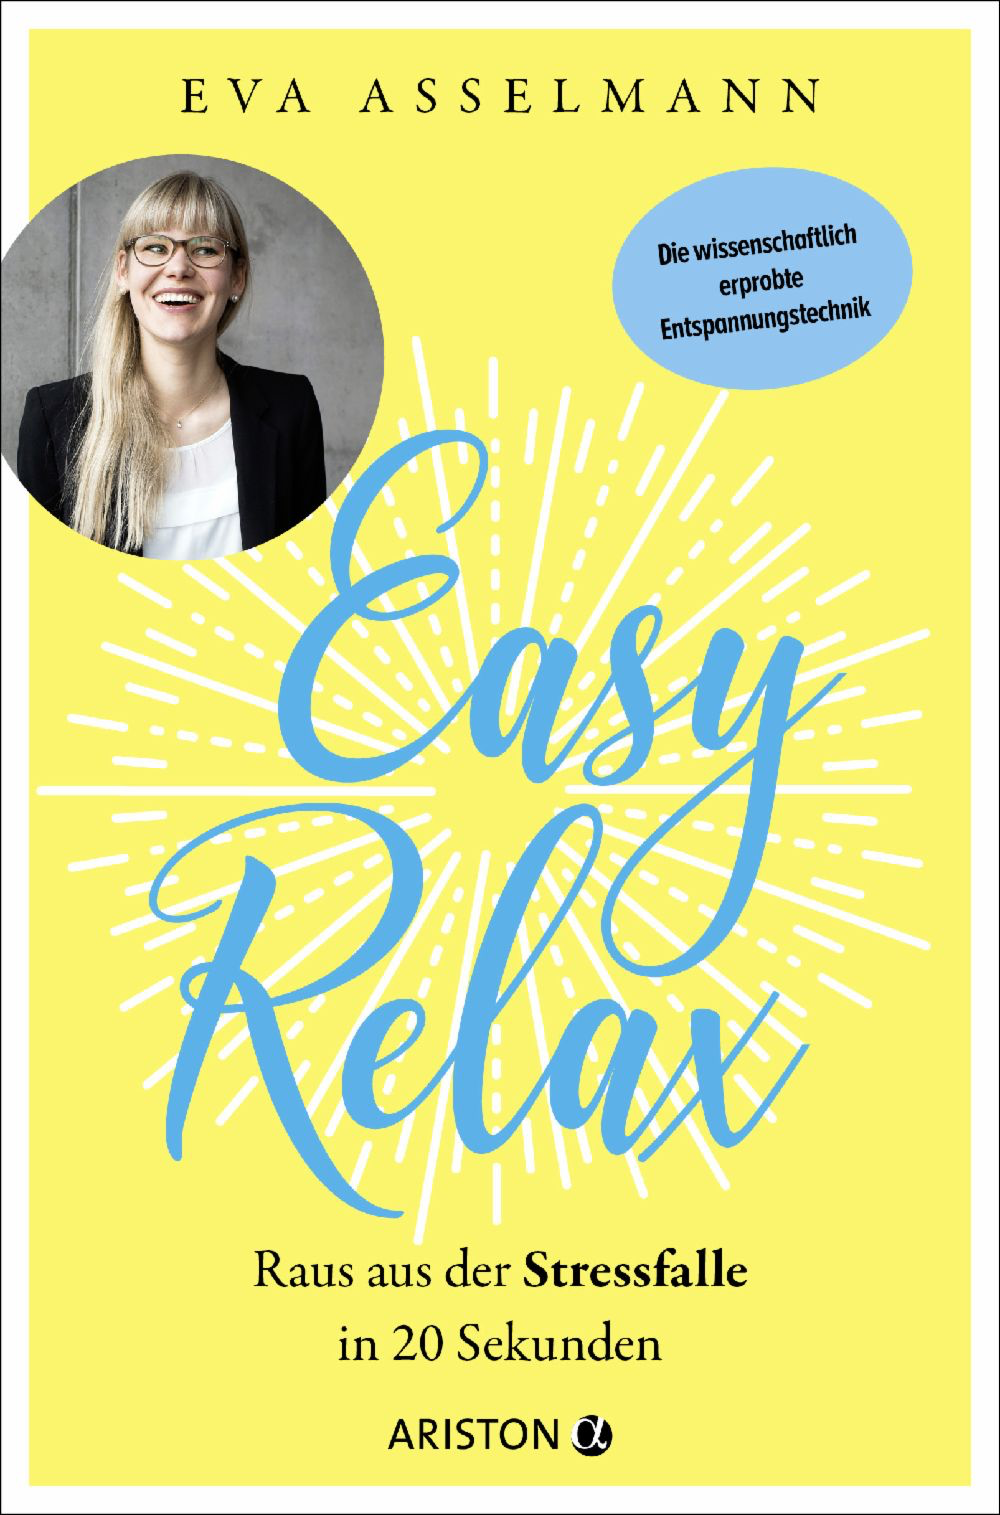 EVA ASSELMANN
Die wissenschaftlich
erprobte
Entspannungstechnik
Easy
Relax
Raus aus der Stressfalle
in 20 Sekunden
ARISTON α